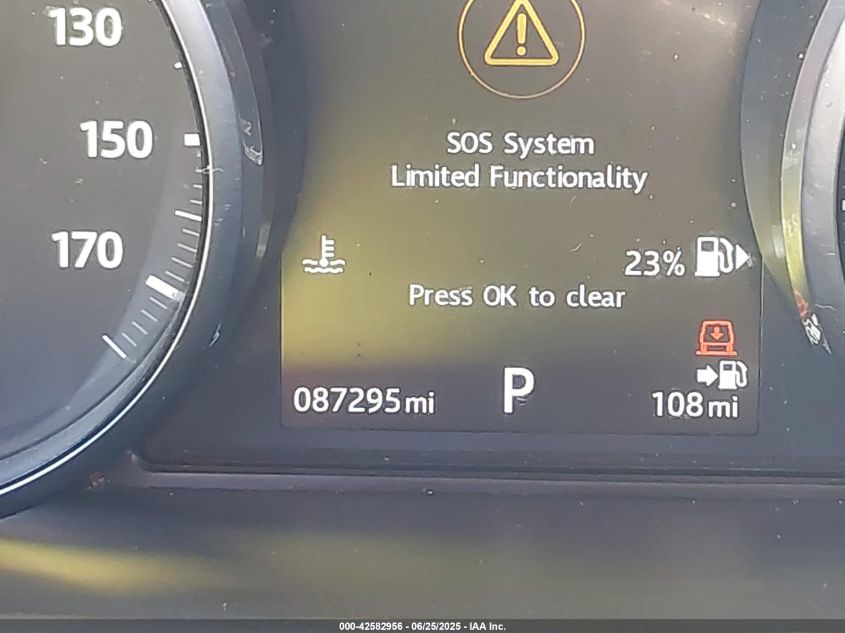 130
150
170
SOS System
Limited Functionality
23%
Press OK to clear
087295mi
P
108mi
000-42582956 - 06/25/2025 - IAA Inc.